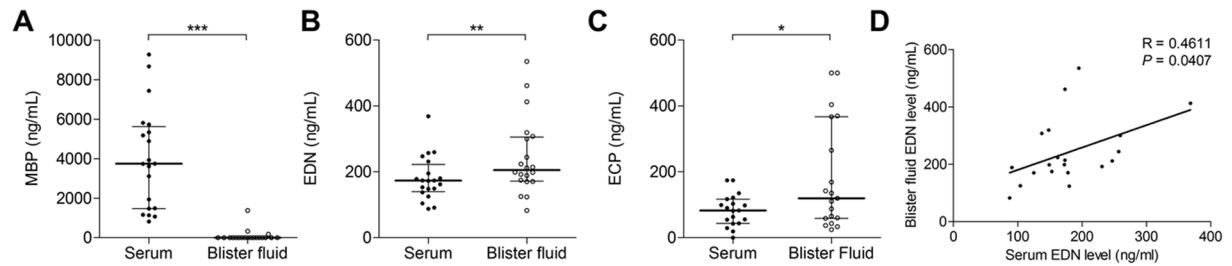 A
***
10000
8000
6000
4000
2000
0
MBP (ng/mL)
Serum
Blister fluid
B
**
600
400
200
0
EDN (ng/mL)
Serum
Blister fluid
C
*
600
400
200
0
ECP (ng/mL)
Serum
Blister Fluid
D
R = 0.4611
P = 0.0407
600
400
200
0
Blister fluid EDN level (ng/mL)
0
100
200
300
400
Serum EDN level (ng/ml)